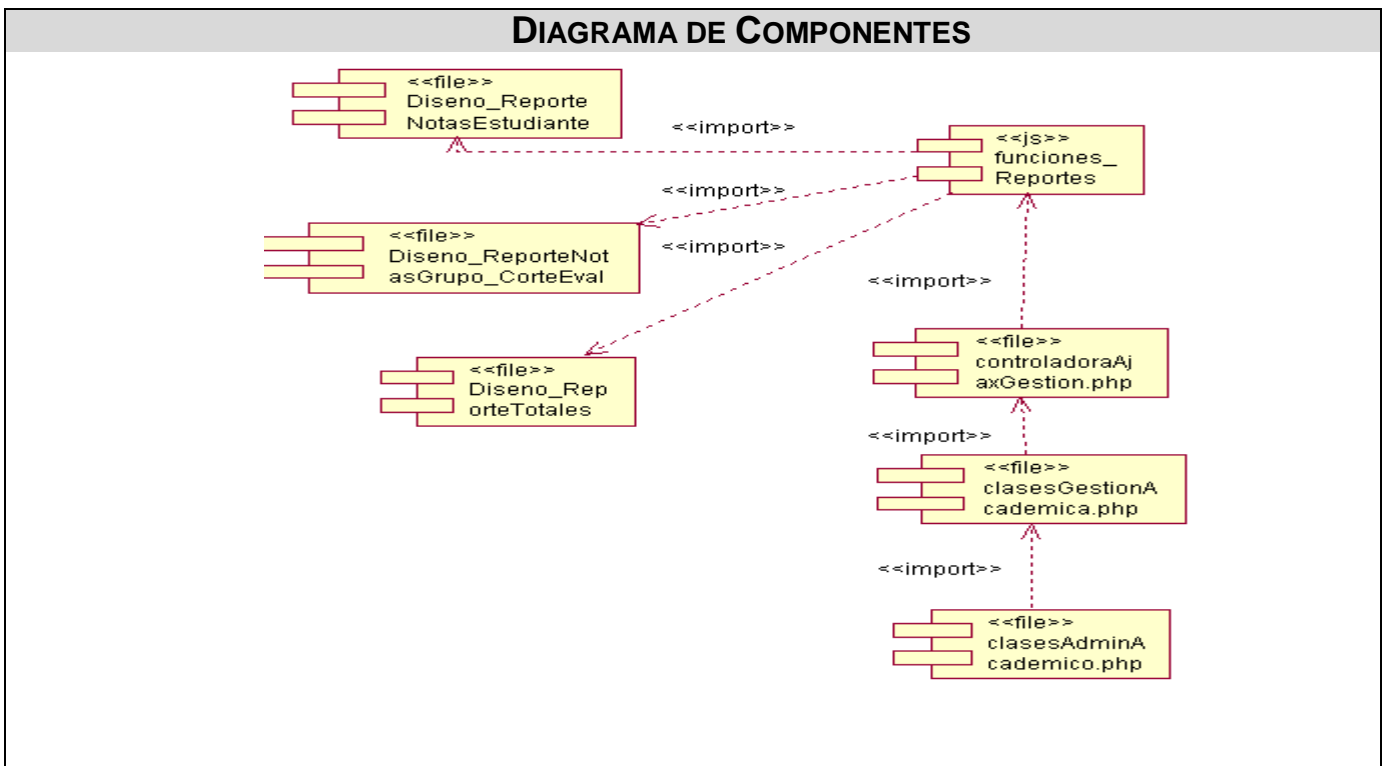 DIAGRAMA DE COMPONENTES
<<file>>
Diseno_Reporte
NotasEstudiante
<<import>>
<<js>>
funciones_
Reportes
<<import>>
<<file>>
Diseno_ReporteNot
asGrupo_CorteEval
<<import>>
<<import>>
<<file>>
controladoraAj
axGestion.php
<<file>>
Diseno_Rep
orteTotales
<<import>>
<<file>>
clasesGestionA
cademica.php
<<import>>
<<file>>
clasesAdminA
cademico.php